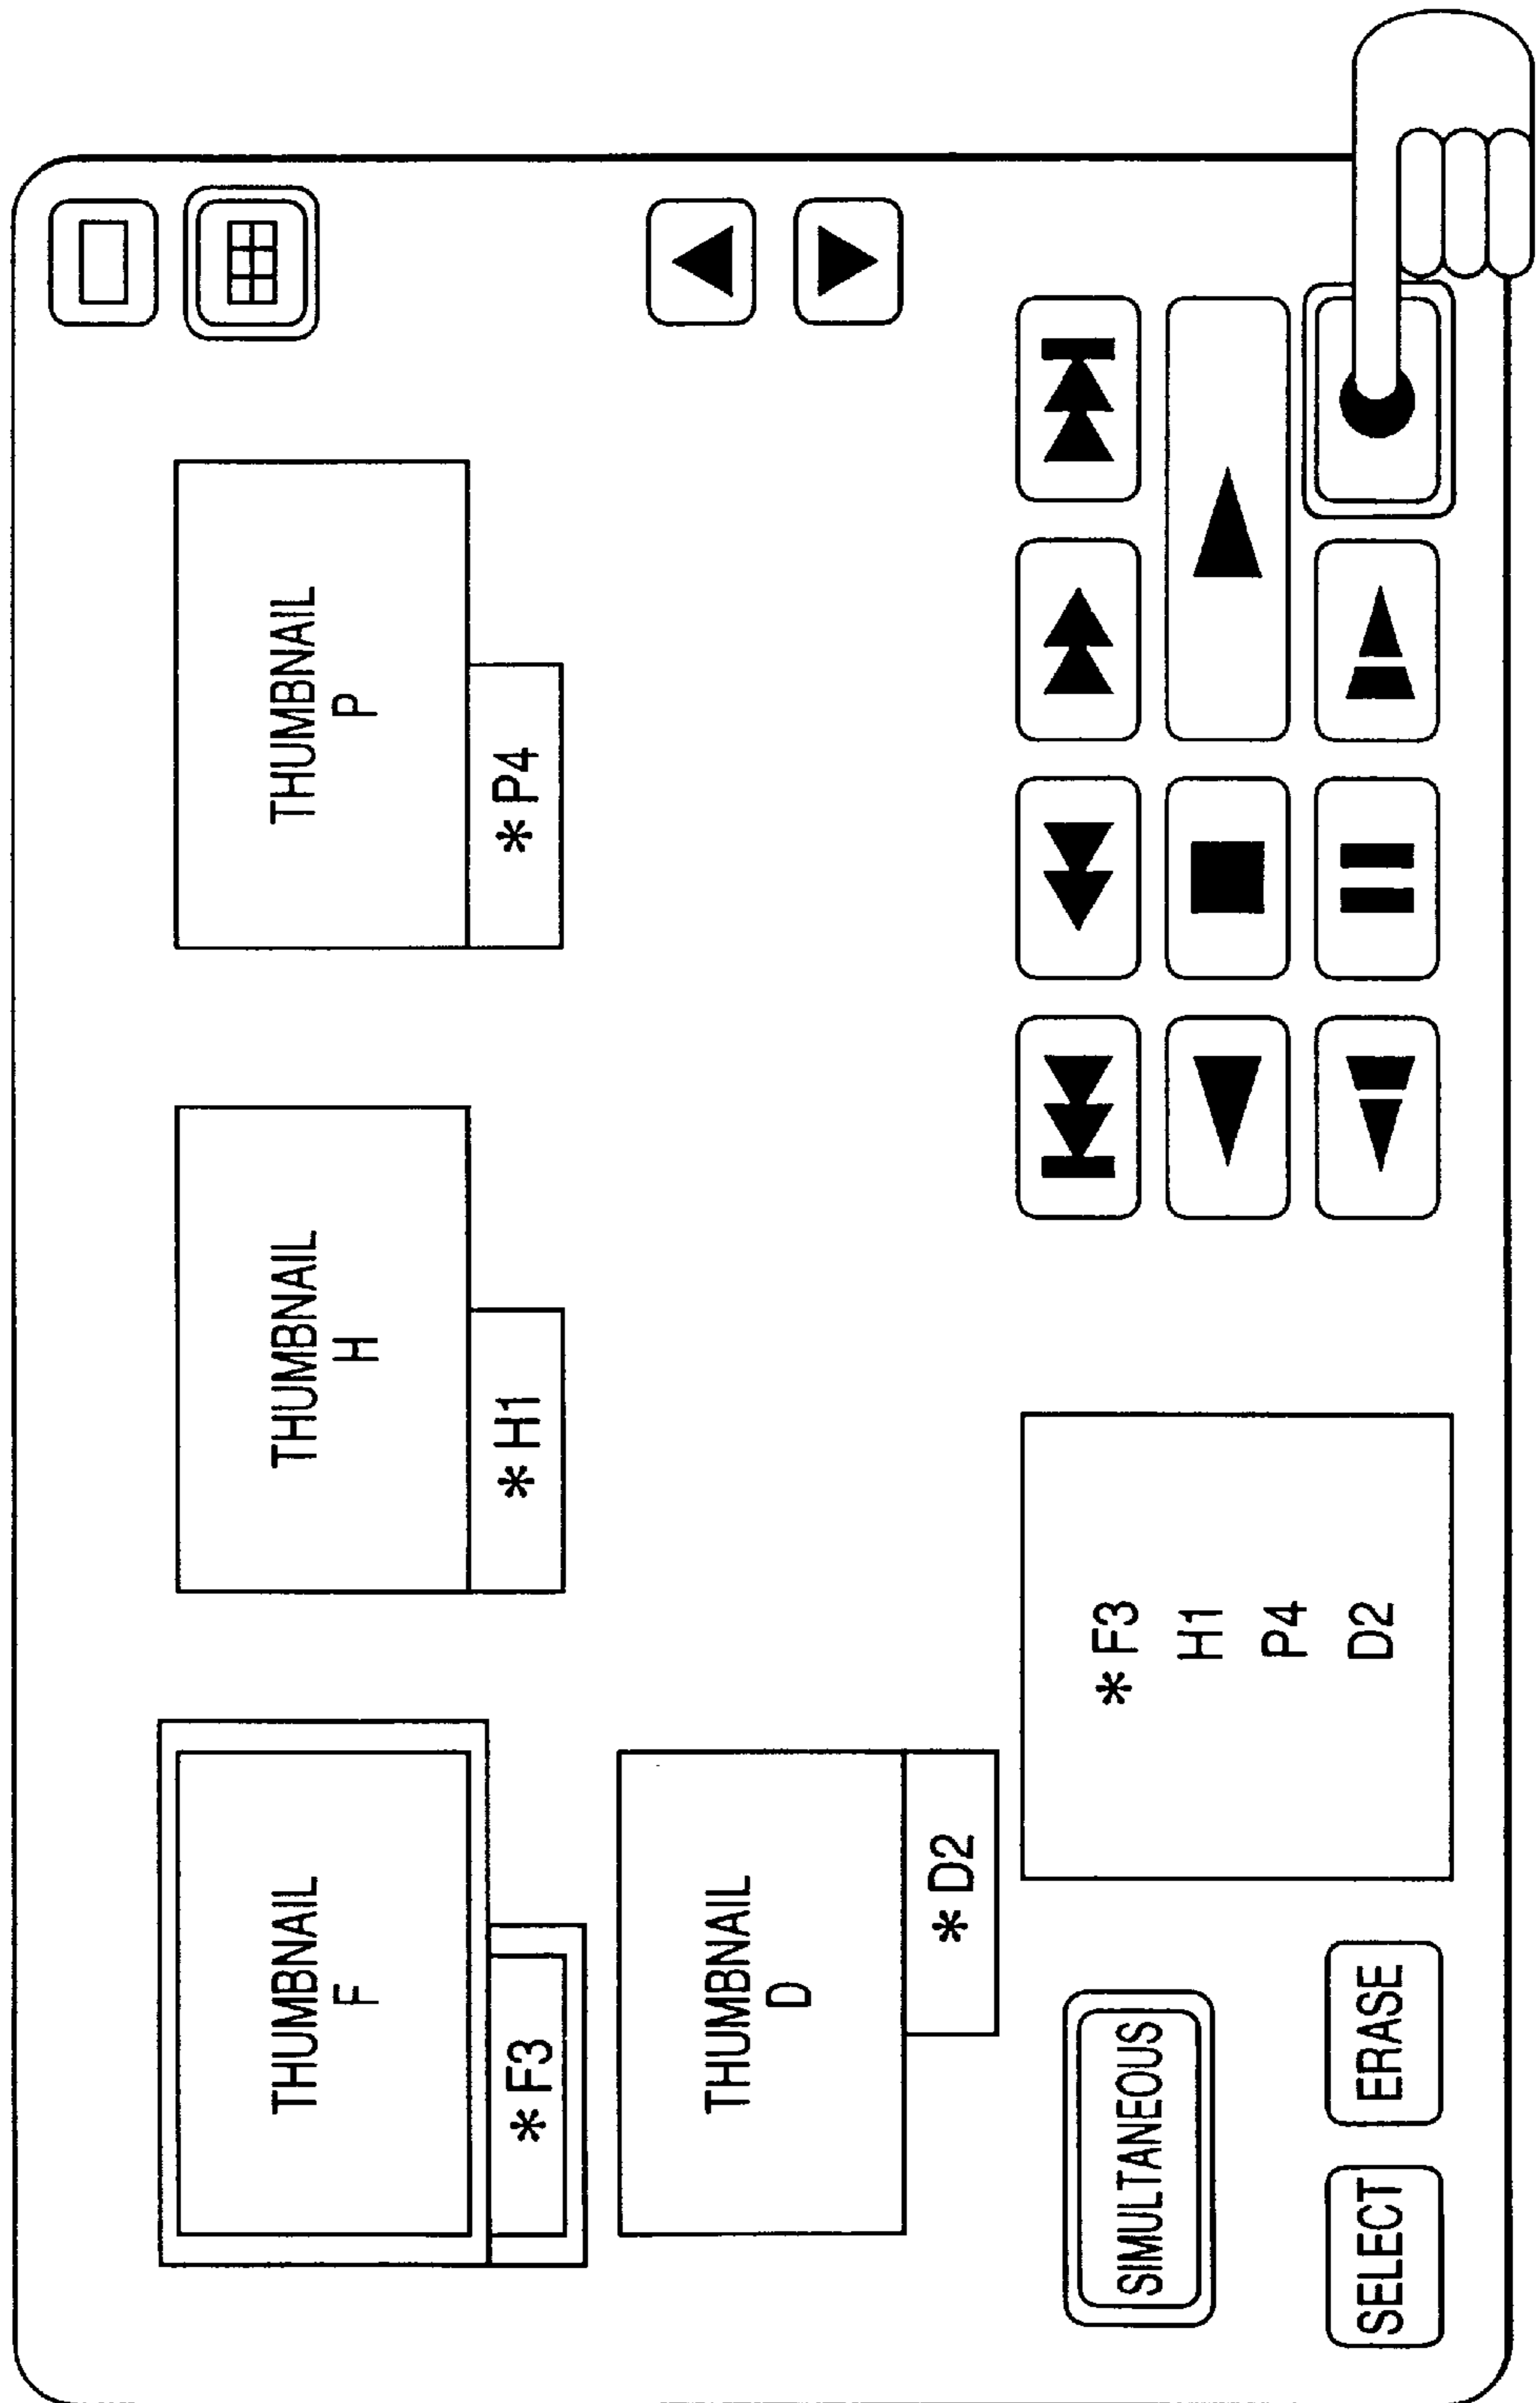 THUMBNAIL
F
*F3
THUMBNAIL
H
*H1
THUMBNAIL
P
*P4
THUMBNAIL
D
*D2
SIMULTANEOUS
SELECT
ERASE
*F3
H1
P4
D2